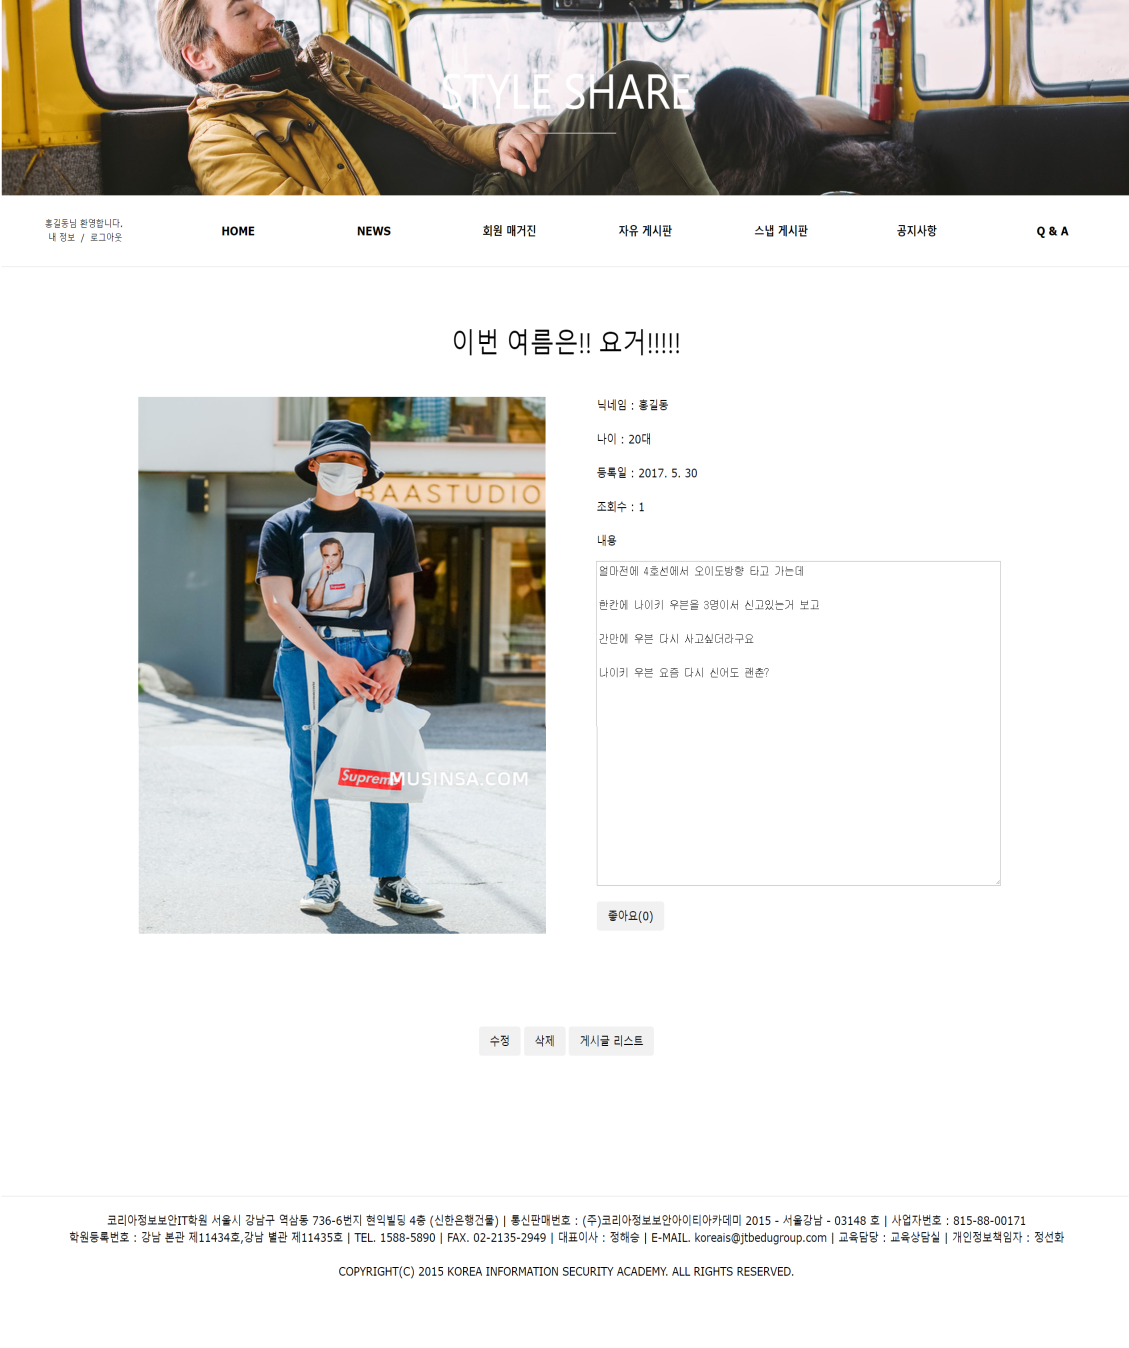 STYLE SHARE
홍길동님 환영합니다.
내 정보 / 로그아웃
HOME NEWS 회원 매거진 자유 게시판 스냅 게시판 공지사항 Q & A
이번 여름은!! 요거!!!!!
BAASTUDIO
Supreme
MUSINSA.COM
닉네임 : 홍길동
나이 : 20대
등록일 : 2017. 5. 30
조회수 : 1
내용
얼마전에 4호선에서 오이도방향 타고 가는데
한칸에 나이키 우븐을 3명이서 신고있는거 보고
간만에 우븐 다시 사고싶더라구요
나이키 우븐 요즘 다시 신어도 괜춘?
좋아요(0)
수정 삭제 게시글 리스트
코리아정보보안IT학원 서울시 강남구 역삼동 736-6번지 현익빌딩 4층 (신한은행건물) | 통신판매번호 : (주)코리아정보보안아이티아카데미 2015 - 서울강남 - 03148 호 | 사업자번호 : 815-88-00171
학원등록번호 : 강남 본관 제11434호,강남 별관 제11435호 | TEL. 1588-5890 | FAX. 02-2135-2949 | 대표이사 : 정해승 | E-MAIL. koreais@jtbedugroup.com | 교육담당 : 교육상담실 | 개인정보책임자 : 정선화
COPYRIGHT(C) 2015 KOREA INFORMATION SECURITY ACADEMY. ALL RIGHTS RESERVED.